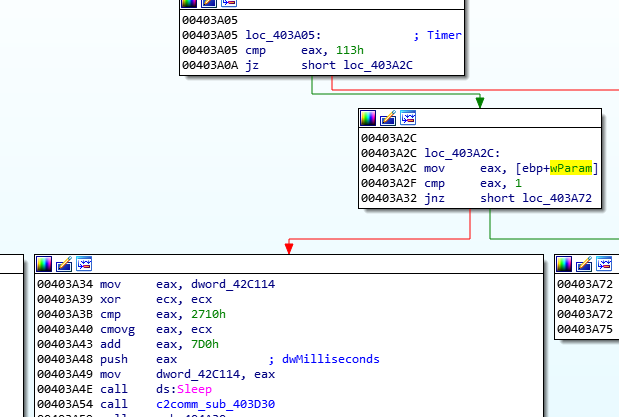 00403A05
00403A05 loc_403A05: ; Timer
00403A05 cmp eax, 113h
00403A0A jz short loc_403A2C
00403A2C
00403A2C loc_403A2C:
00403A2C mov eax, [ebp+wParam]
00403A2F cmp eax, 1
00403A32 jnz short loc_403A72
00403A34 mov eax, dword_42C114
00403A39 xor ecx, ecx
00403A3B cmp eax, 2710h
00403A40 cmovg eax, ecx
00403A43 add eax, 7D0h
00403A48 push eax ; dwMilliseconds
00403A49 mov dword_42C114, eax
00403A4E call ds:Sleep
00403A54 call c2comm_sub_403D30
00403A72
00403A72
00403A72
00403A75